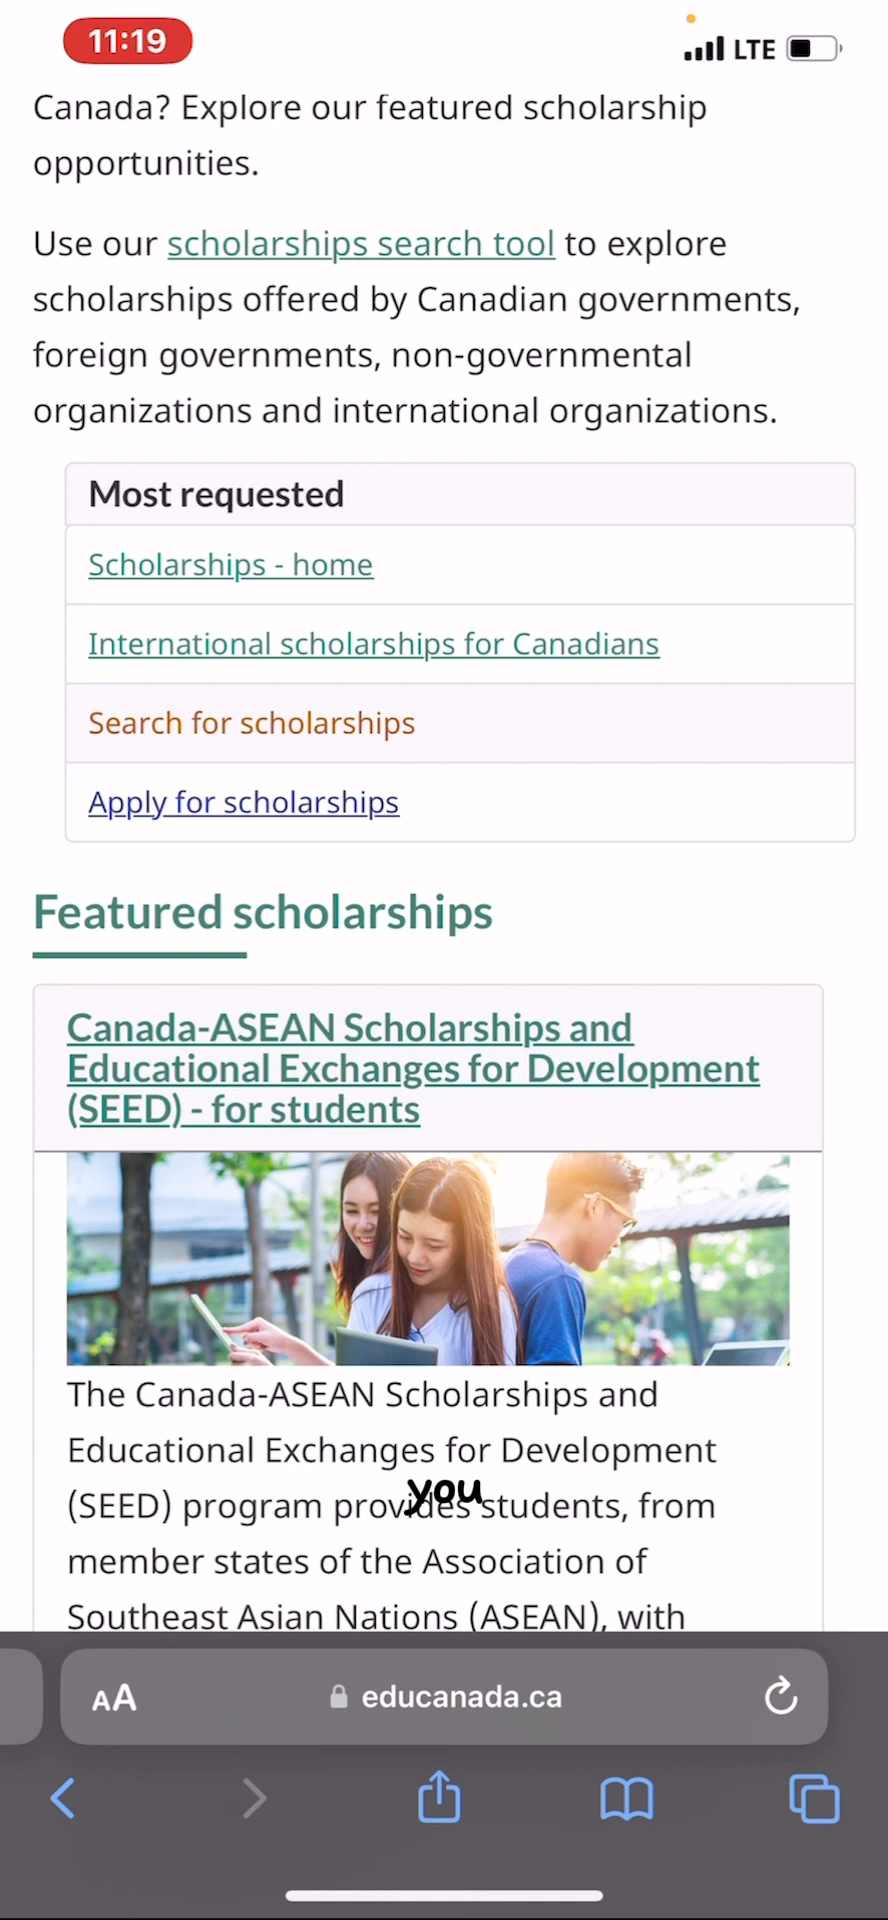 11:19
LTE
Canada? Explore our featured scholarship
opportunities.
Use our scholarships search tool to explore
scholarships offered by Canadian governments,
foreign governments, non-governmental
organizations and international organizations.
Most requested
Scholarships - home
International scholarships for Canadians
Search for scholarships
Apply for scholarships
Featured scholarships
Canada-ASEAN Scholarships and
Educational Exchanges for Development
(SEED) - for students
The Canada-ASEAN Scholarships and
Educational Exchanges for Development
you
(SEED) program provides students, from
member states of the Association of
Southeast Asian Nations (ASEAN), with
AA
educanada.ca